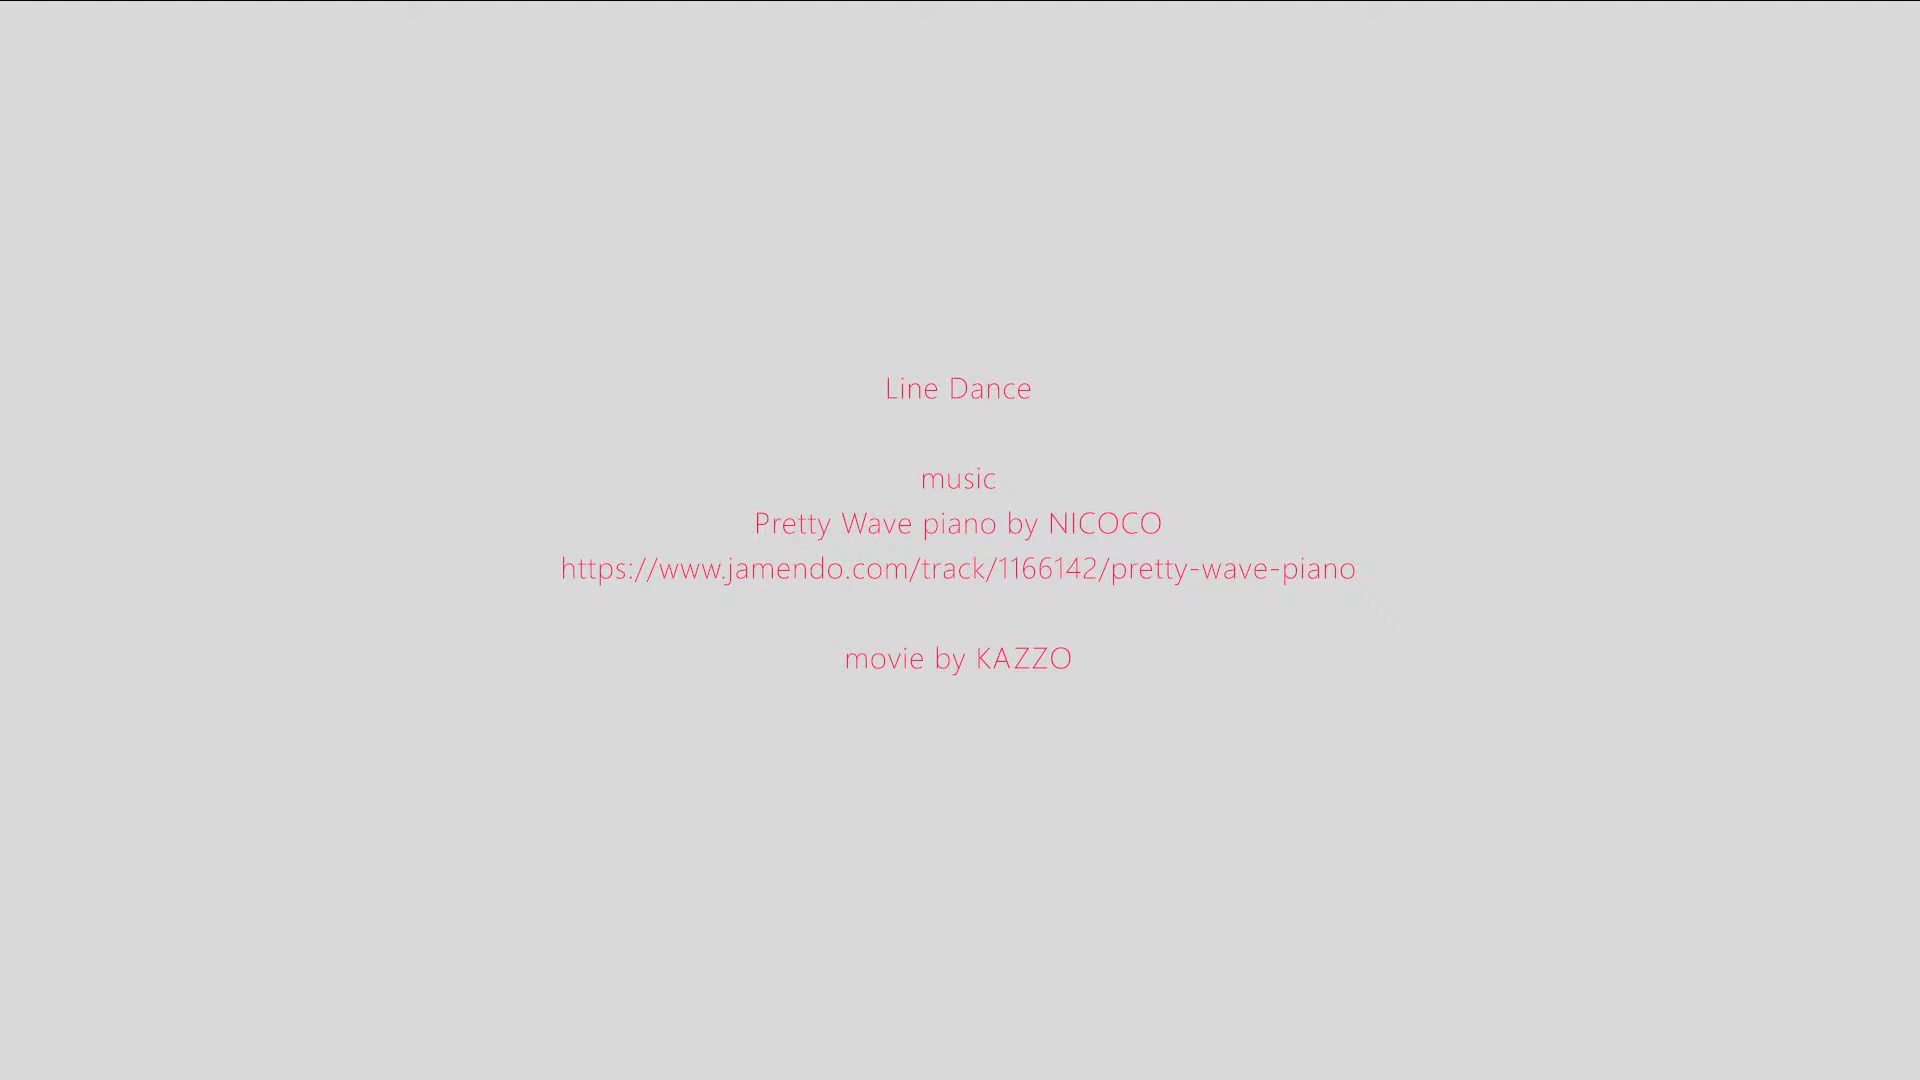 Line Dance
music
Pretty Wave piano by NICOCO
https://www.jamendo.com/track/1166142/pretty-wave-piano
movie by KAZZO